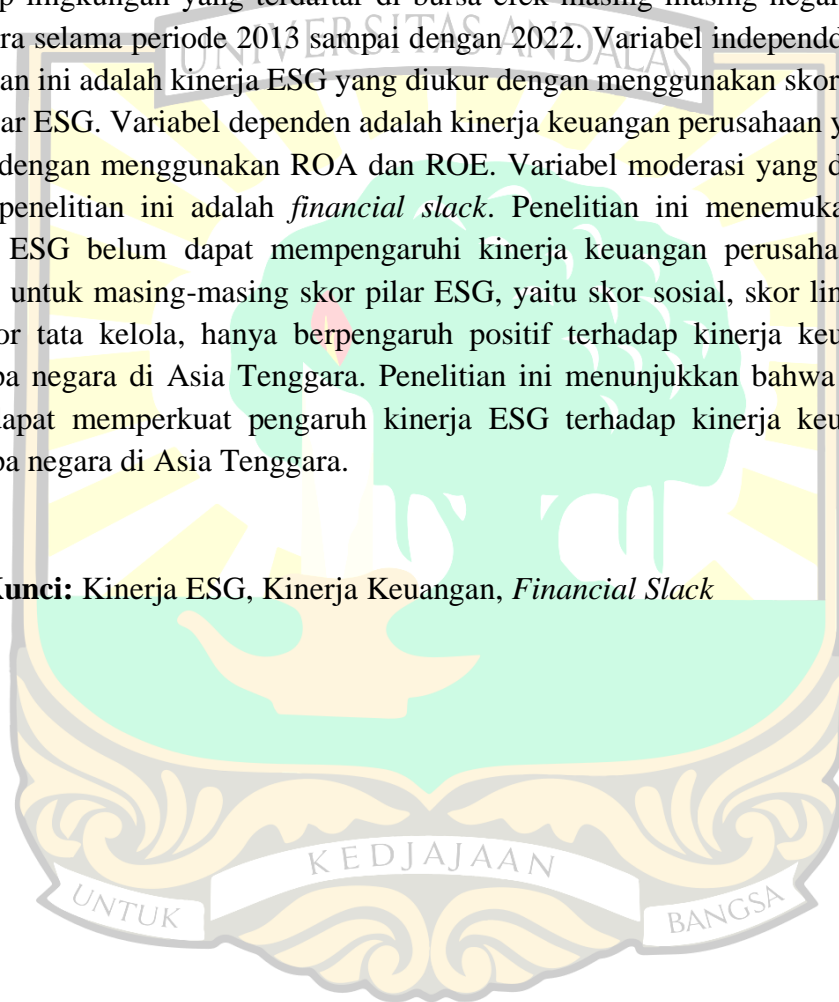 p lingkungan yang terdaftar di bursa efek masing-masing negar
ra selama periode 2013 sampai dengan 2022. Variabel independd
an ini adalah kinerja ESG yang diukur dengan menggunakan skor
ar ESG. Variabel dependen adalah kinerja keuangan perusahaan y
dengan menggunakan ROA dan ROE. Variabel moderasi yang d
penelitian ini adalah financial slack. Penelitian ini menemuka
ESG belum dapat mempengaruhi kinerja keuangan perusaha
untuk masing-masing skor pilar ESG, yaitu skor sosial, skor lin
or tata kelola, hanya berpengaruh positif terhadap kinerja keu
pa negara di Asia Tenggara. Penelitian ini menunjukkan bahwa
dapat memperkuat pengaruh kinerja ESG terhadap kinerja keu
pa negara di Asia Tenggara.
Kunci: Kinerja ESG, Kinerja Keuangan, Financial Slack
UNIVERSITAS ANDALAS
KEDJAJAAN
UNTUK BANGSA